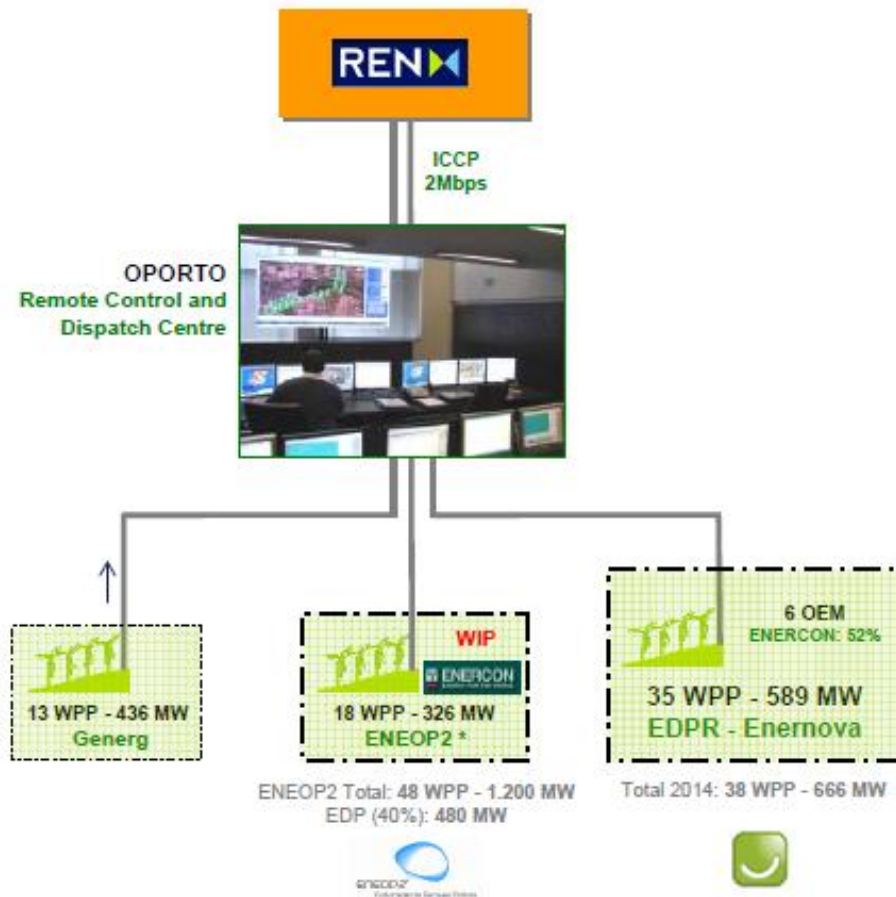 REN
ICCP
2Mbps
OPORTO
Remote Control and
Dispatch Centre
13 WPP - 436 MW
Generg
WIP
ENERCON
18 WPP - 326 MW
ENEOP2 *
6 OEM
ENERCON: 52%
35 WPP - 589 MW
EDPR - Enernova
ENEOP2 Total: 48 WPP - 1.200 MW
EDP (40%): 480 MW
Total 2014: 38 WPP - 666 MW
ENEOP2